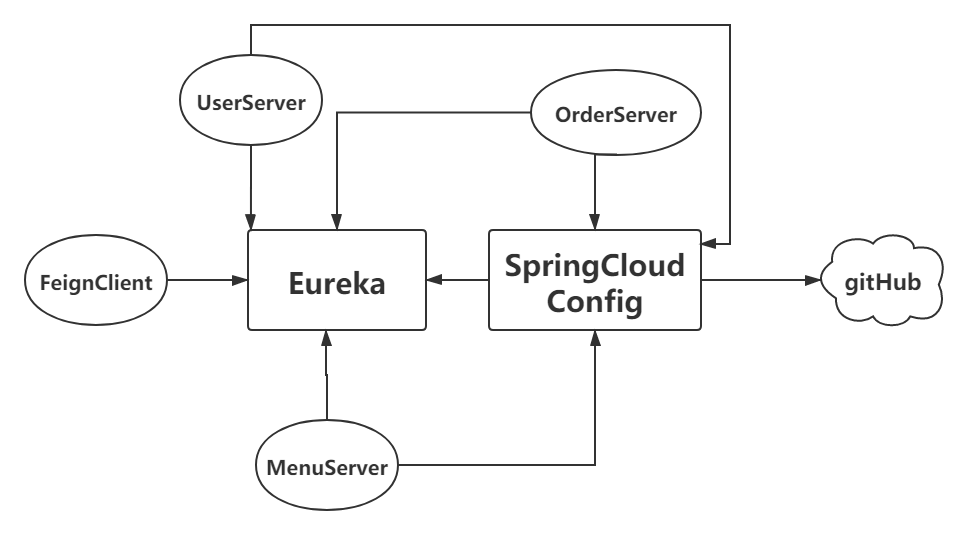 UserServer
OrderServer
FeignClient
Eureka
SpringCloud
Config
gitHub
MenuServer